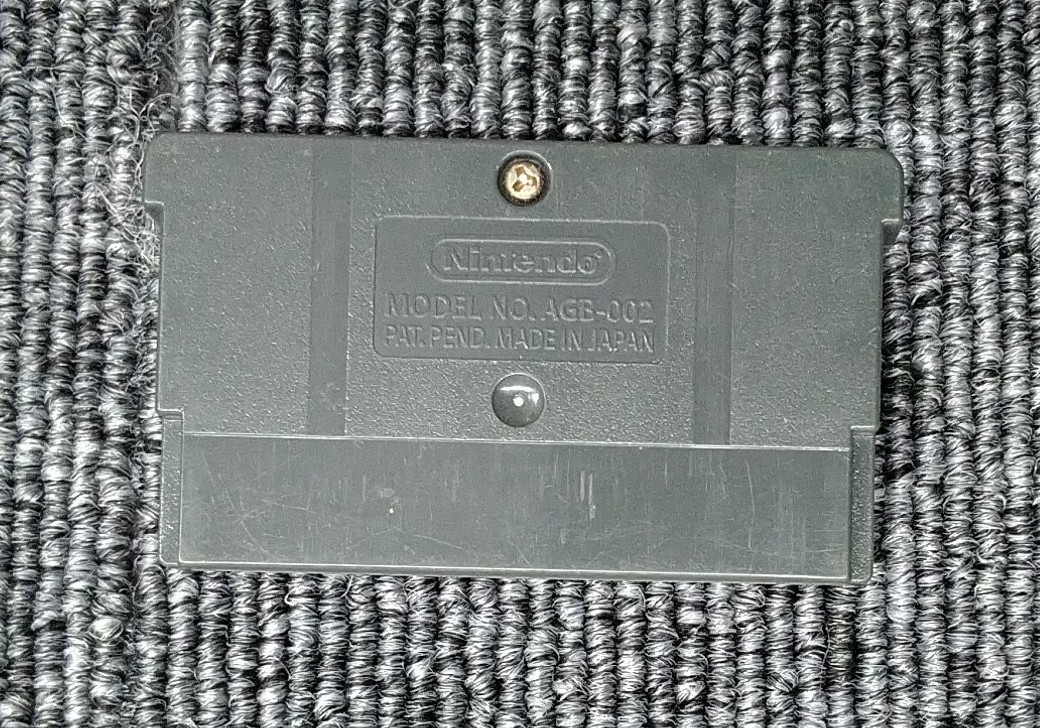 Nintendo
MODEL NO. AGB-002
PAT. PEND. MADE IN JAPAN